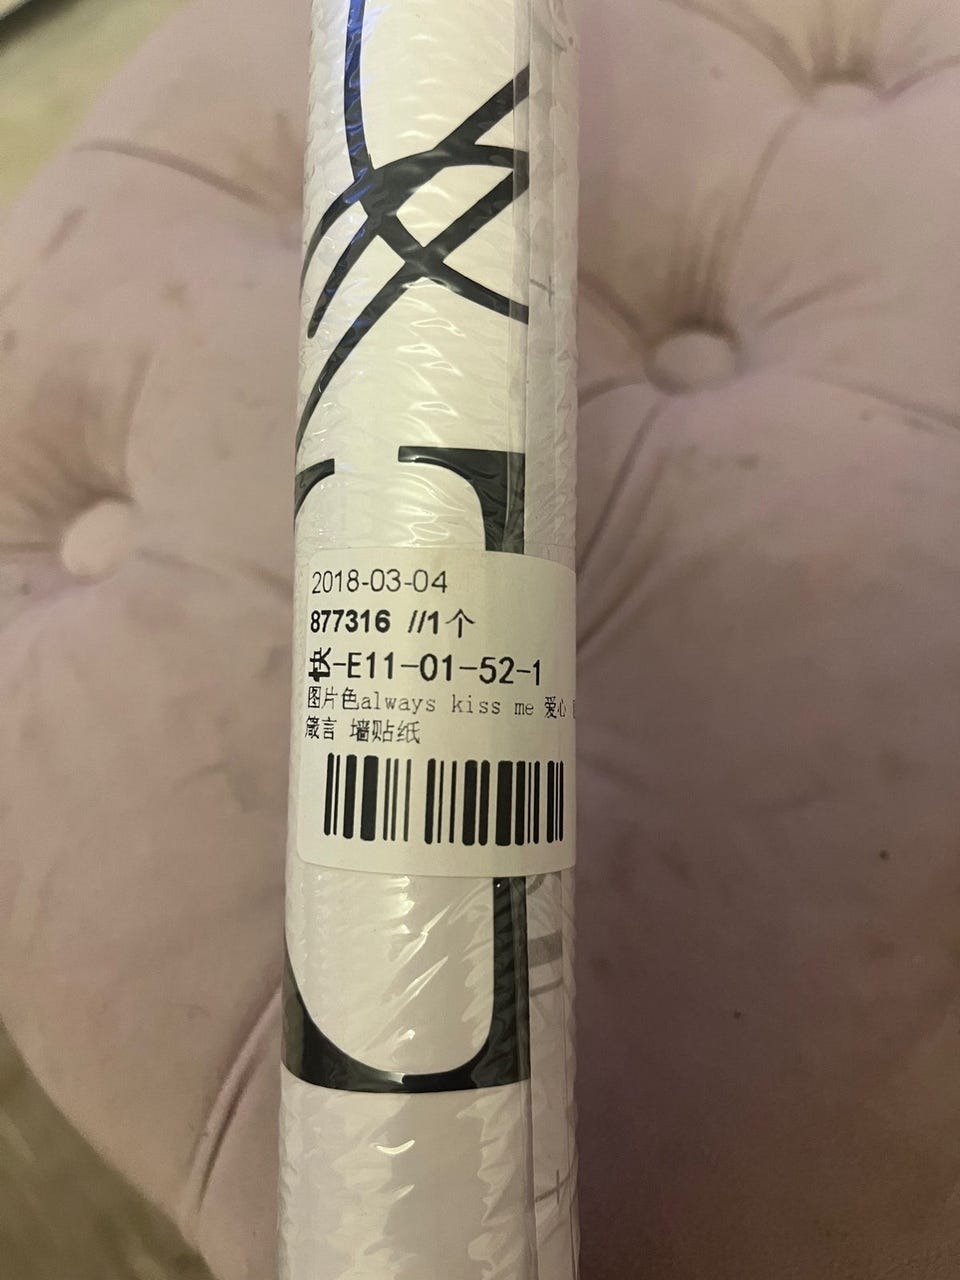 2018-03-04
877316 //1个
快-E11-01-52-1
图片色always kiss me 爱心
箴言 墙贴纸